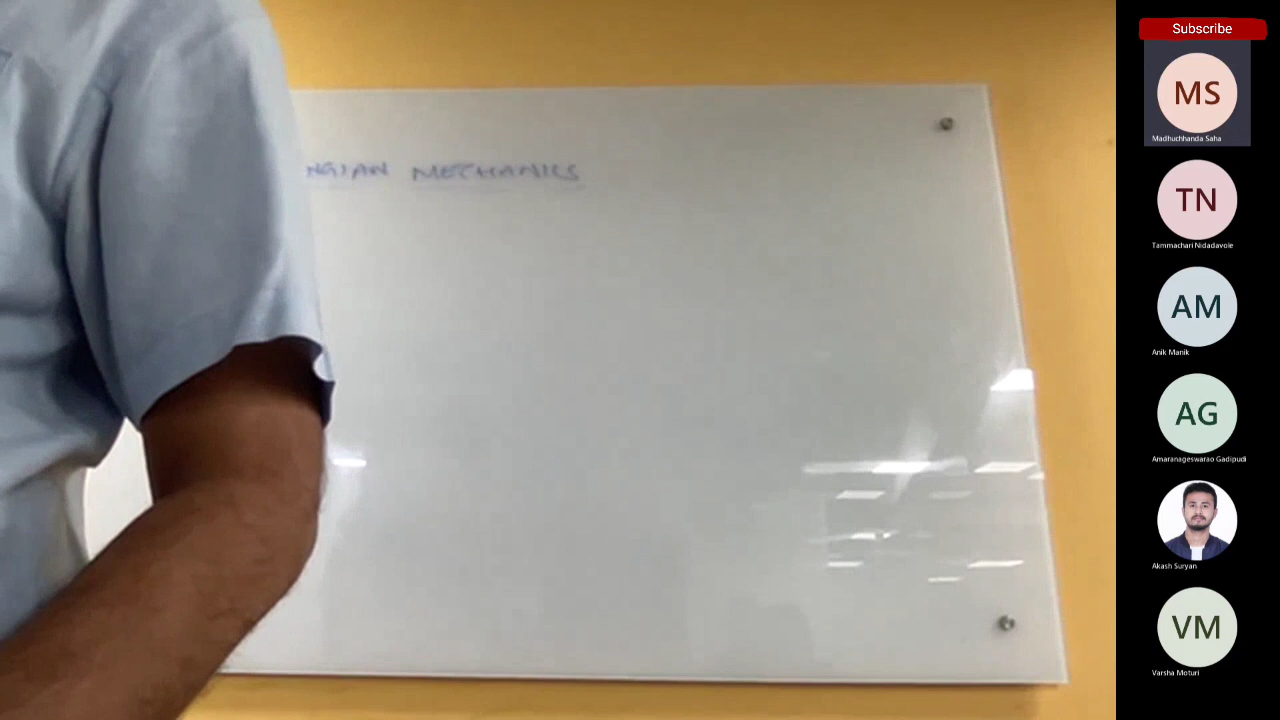 NGIAN MECHANICS
Subscribe
MS
Madhuchhanda Saha
TN
Tammachari Nidadavole
AM
Anik Manik
AG
Amaranageswarao Gadipudi
Akash Suryan
VM
Varsha Moturi